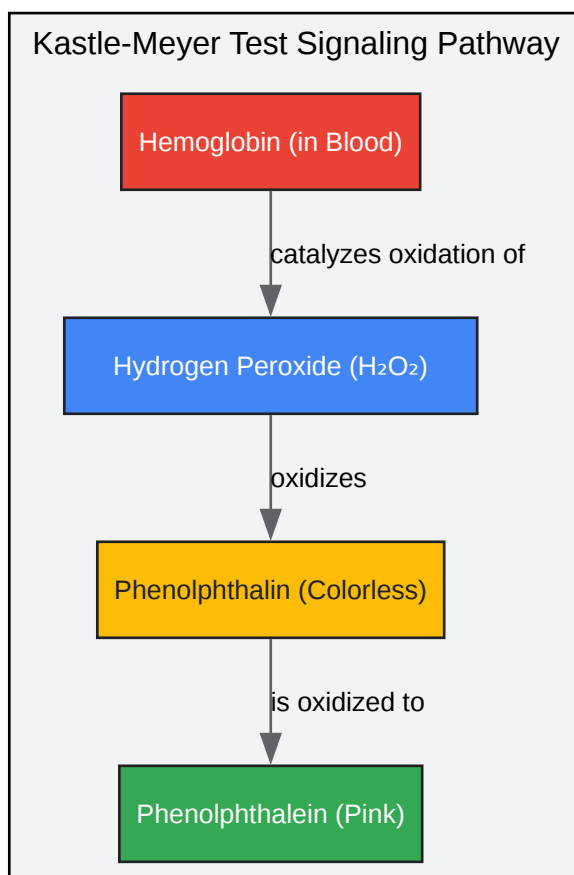 Kastle-Meyer Test Signaling Pathway
Hemoglobin (in Blood)
catalyzes oxidation of
Hydrogen Peroxide (H₂O₂)
oxidizes
Phenolphthalin (Colorless)
is oxidized to
Phenolphthalein (Pink)